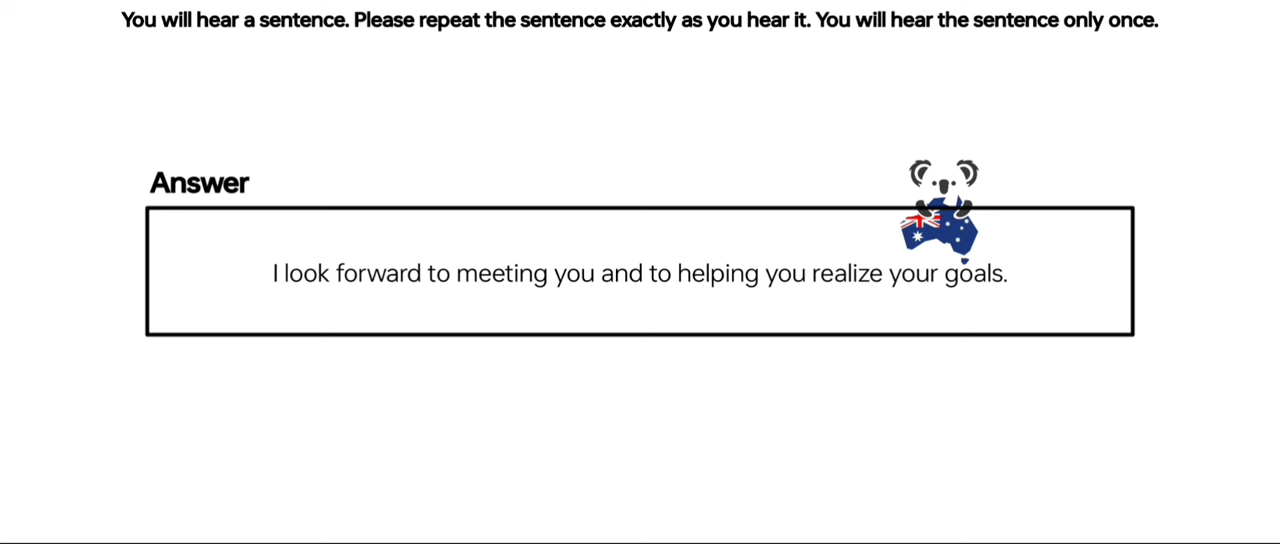 You will hear a sentence. Please repeat the sentence exactly as you hear it. You will hear the sentence only once.
Answer
I look forward to meeting you and to helping you realize your goals.